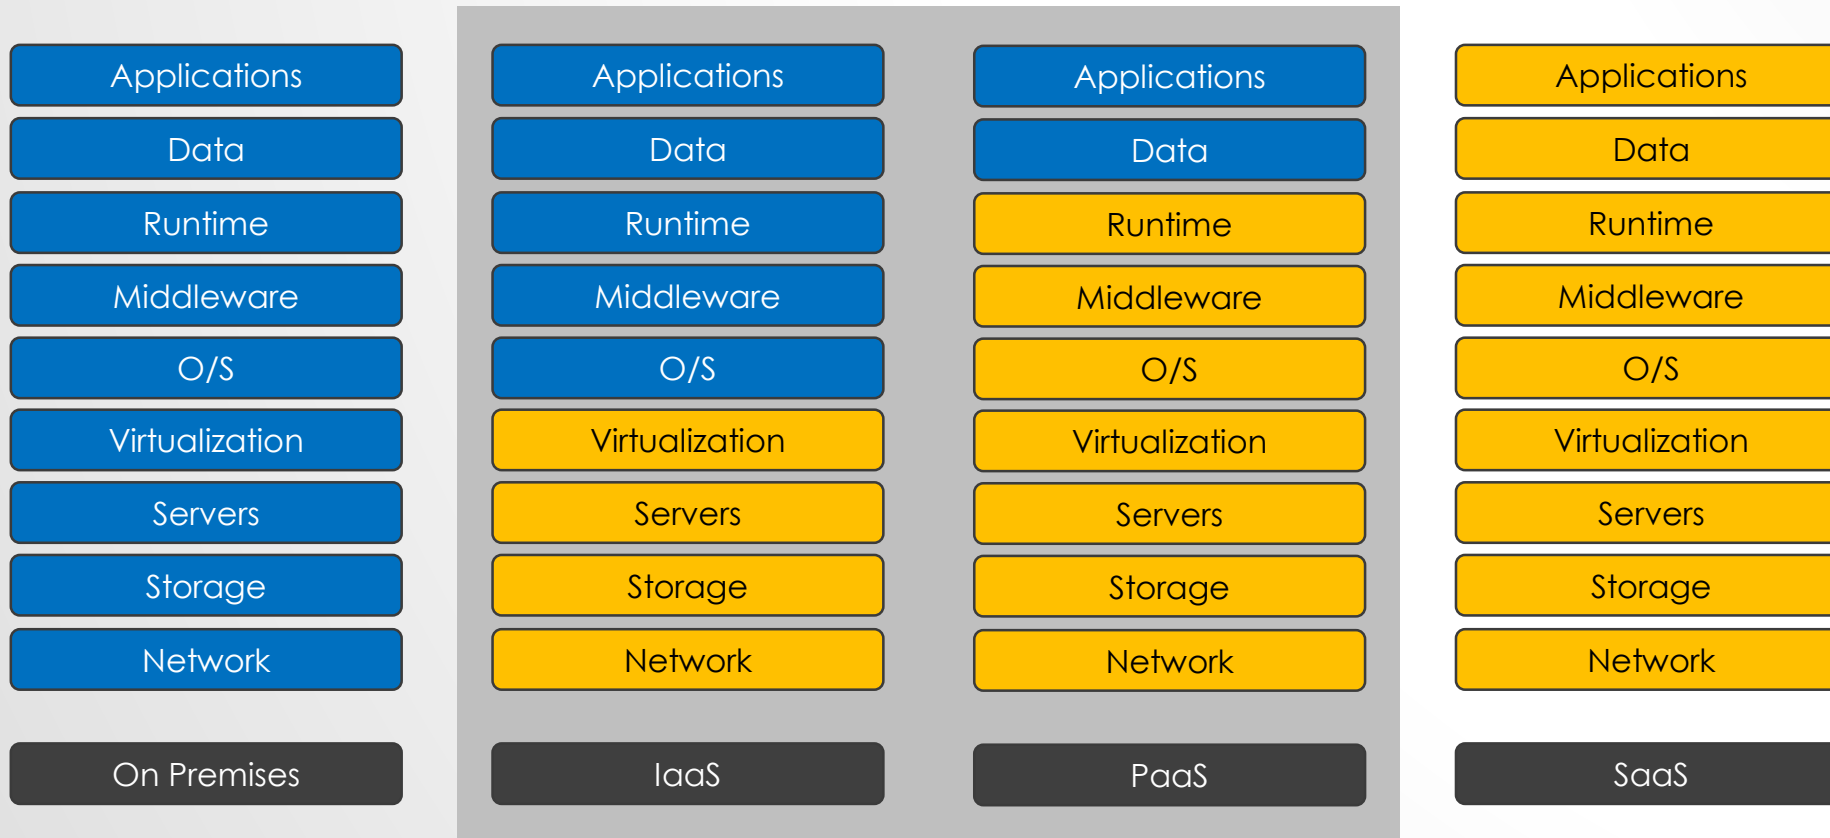 Applications
Data
Runtime
Middleware
O/S
Virtualization
Servers
Storage
Network
On Premises
Applications
Data
Runtime
Middleware
O/S
Virtualization
Servers
Storage
Network
IaaS
Applications
Data
Runtime
Middleware
O/S
Virtualization
Servers
Storage
Network
PaaS
Applications
Data
Runtime
Middleware
O/S
Virtualization
Servers
Storage
Network
SaaS